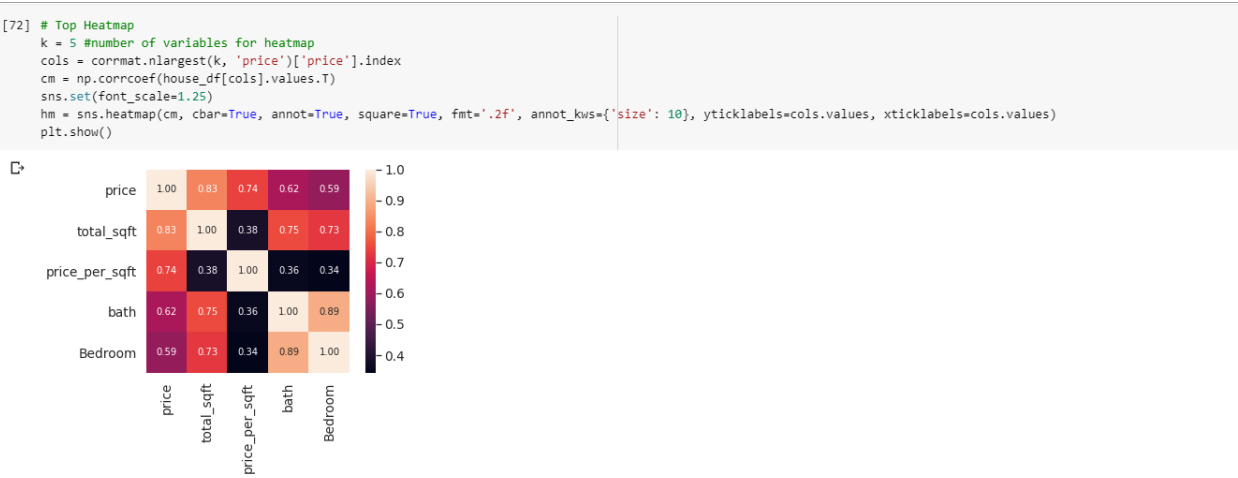 [72] # Top Heatmap
k = 5 #number of variables for heatmap
cols = corrmat.nlargest(k, 'price')['price'].index
cm = np.corrcoef(house_df[cols].values.T)
sns.set(font_scale=1.25)
hm = sns.heatmap(cm, cbar=True, annot=True, square=True, fmt='.2f', annot_kws={'size': 10}, yticklabels=cols.values, xticklabels=cols.values)
plt.show()
price 1.00 0.83 0.74 0.62 0.59
total_sqft 0.83 1.00 0.38 0.75 0.73
price_per_sqft 0.74 0.38 1.00 0.36 0.34
bath 0.62 0.75 0.36 1.00 0.89
Bedroom 0.59 0.73 0.34 0.89 1.00
price total_sqft price_per_sqft bath Bedroom
1.0
0.9
0.8
0.7
0.6
0.5
0.4